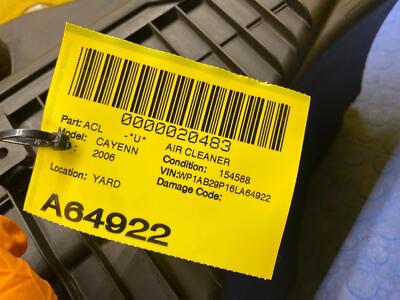 0000020483
Part: ACL -*U* AIR CLEANER
Model: CAYENN Condition: 154588
: 2006 VIN:WP1AB29P16LA64922
Location: YARD Damage Code:
A64922